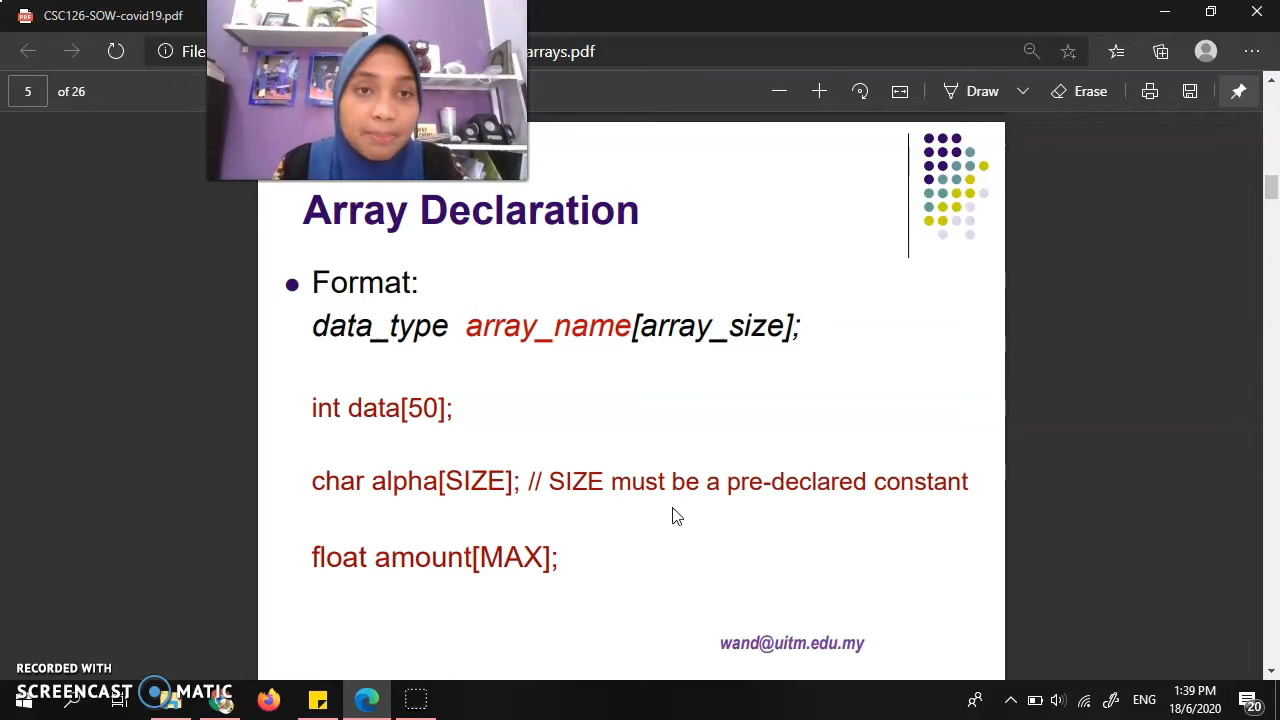 CSC128-ODW-covid19.pdf
File
arrays.pdf
5
of 26
Draw
Erase
Array Declaration
Format:
data_type array_name[array_size];
int data[50];
char alpha[SIZE]; // SIZE must be a pre-declared constant
float amount[MAX];
wand@uitm.edu.my
RECORDED WITH
SCREENCAST MATIC
ENG
1:39 PM
18/6/2020
20